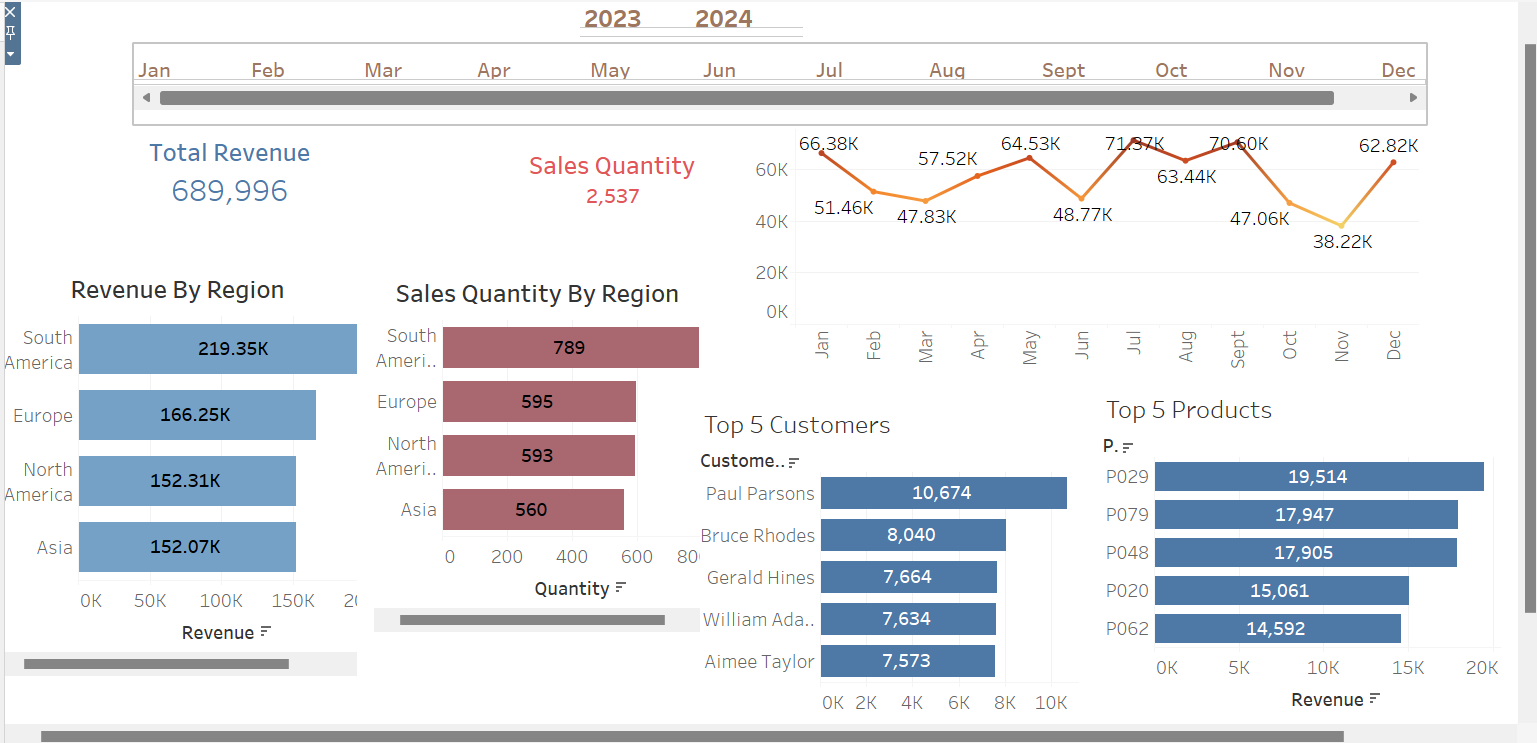 2023 2024
Jan Feb Mar Apr May Jun Jul Aug Sept Oct Nov Dec
Total Revenue
689,996
Sales Quantity
2,537
66.38K
51.46K
47.83K
57.52K
64.53K
48.77K
71.37K
63.44K
70.60K
47.06K
38.22K
62.82K
60K
40K
20K
0K
Jan Feb Mar Apr May Jun Jul Aug Sept Oct Nov Dec
Revenue By Region
South
America
219.35K
Europe 166.25K
North
America
152.31K
Asia 152.07K
0K 50K 100K 150K 20
Revenue
Sales Quantity By Region
South
Ameri..
789
Europe 595
North
Ameri..
593
Asia 560
0 200 400 600 80
Quantity
Top 5 Customers
Custome..
Paul Parsons 10,674
Bruce Rhodes 8,040
Gerald Hines 7,664
William Ada.. 7,634
Aimee Taylor 7,573
0K 2K 4K 6K 8K 10K
Top 5 Products
P.
P029 19,514
P079 17,947
P048 17,905
P020 15,061
P062 14,592
0K 5K 10K 15K 20K
Revenue